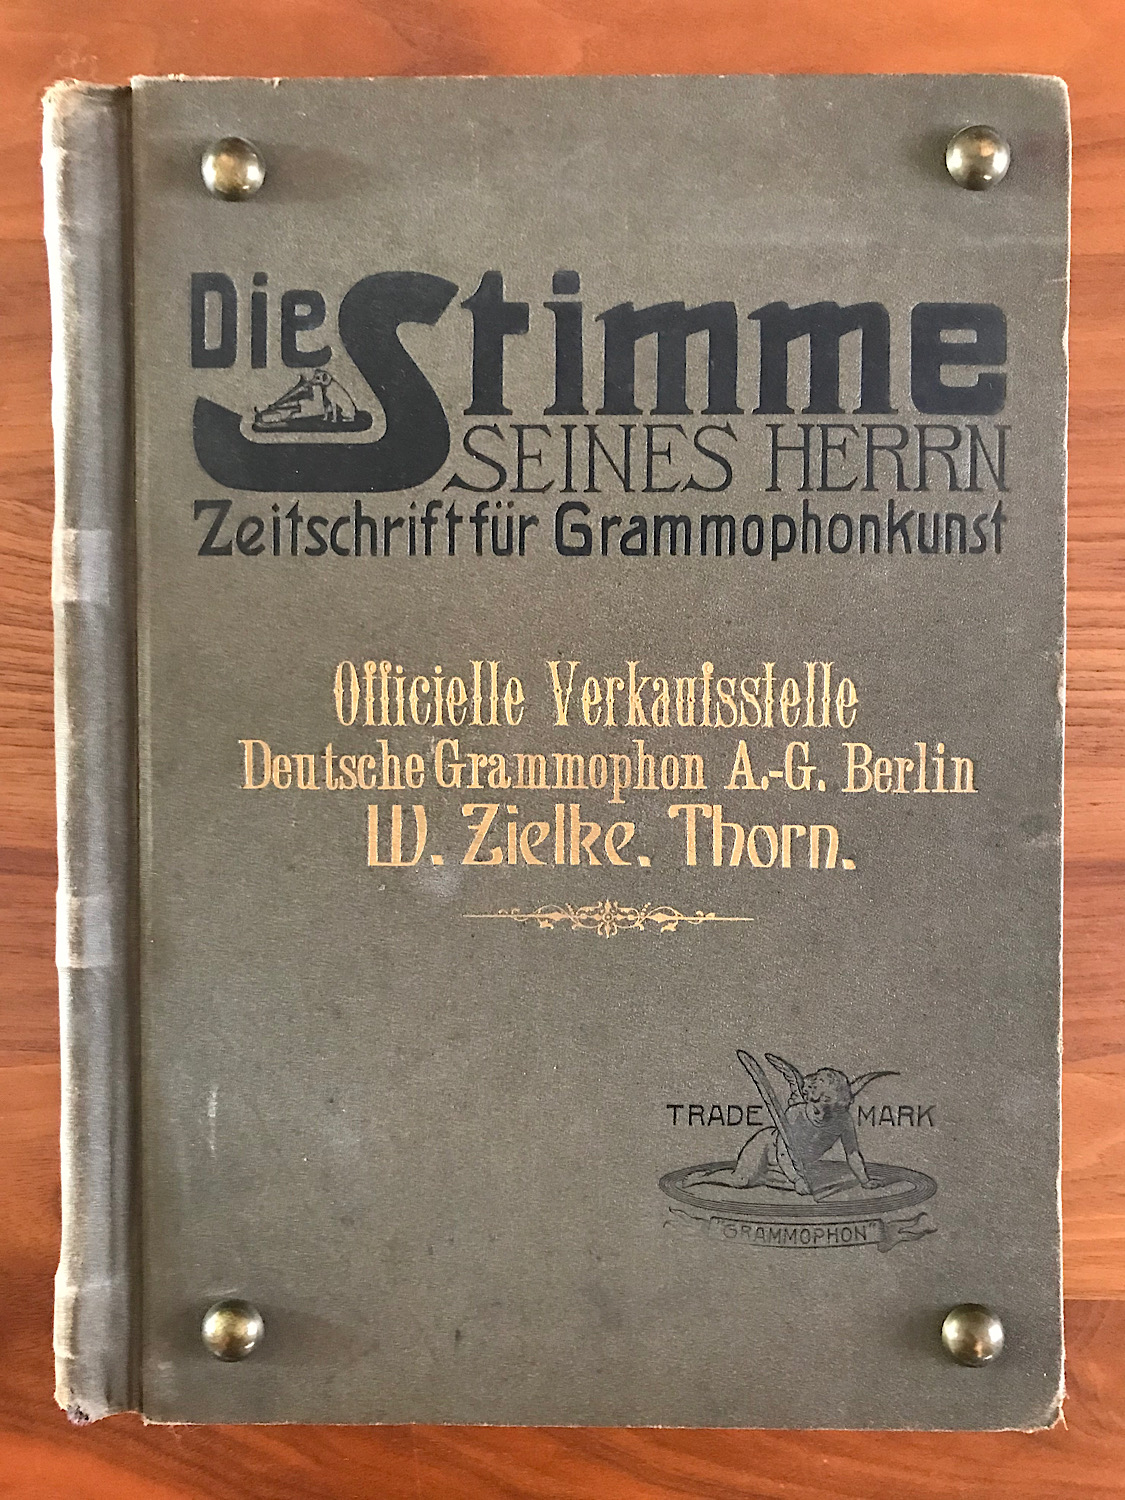 Die Stimme
SEINES HERRN
Zeitschrift für Grammophonkunst
Officielle Verkaufsstelle
Deutsche Grammophon A.-G. Berlin
W. Zielke. Thorn.
TRADE MARK
"GRAMMOPHON"